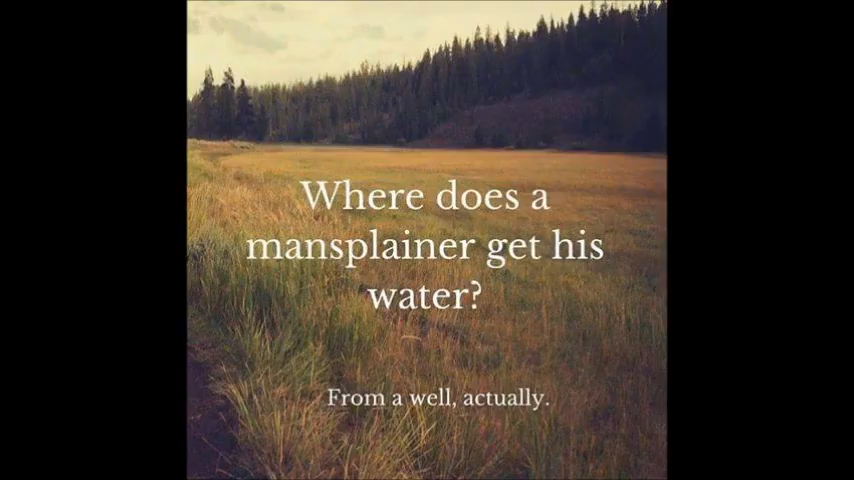 Where does a
mansplainer get his
water?
From a well, actually.